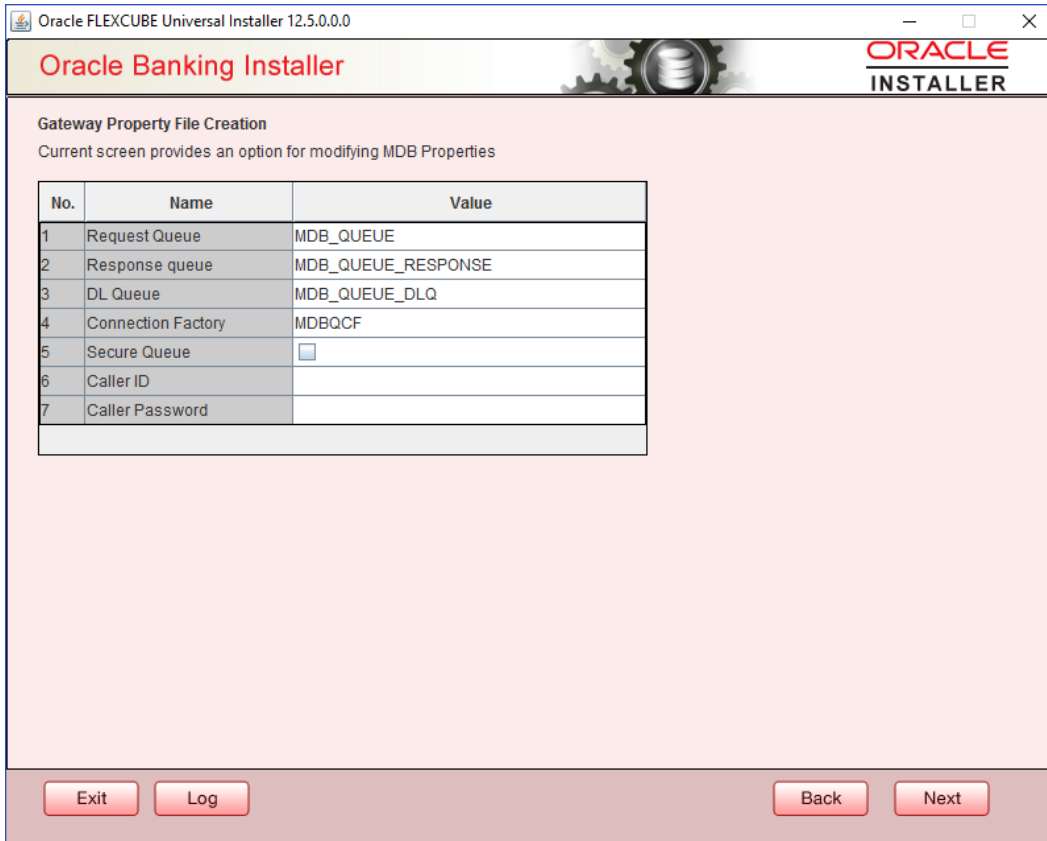 Oracle FLEXCUBE Universal Installer 12.5.0.0.0
Oracle Banking Installer
ORACLE
INSTALLER
Gateway Property File Creation
Current screen provides an option for modifying MDB Properties
No. Name Value
1 Request Queue MDB_QUEUE
2 Response queue MDB_QUEUE_RESPONSE
3 DL Queue MDB_QUEUE_DLQ
4 Connection Factory MDBQCF
5 Secure Queue
6 Caller ID
7 Caller Password
Exit Log Back Next